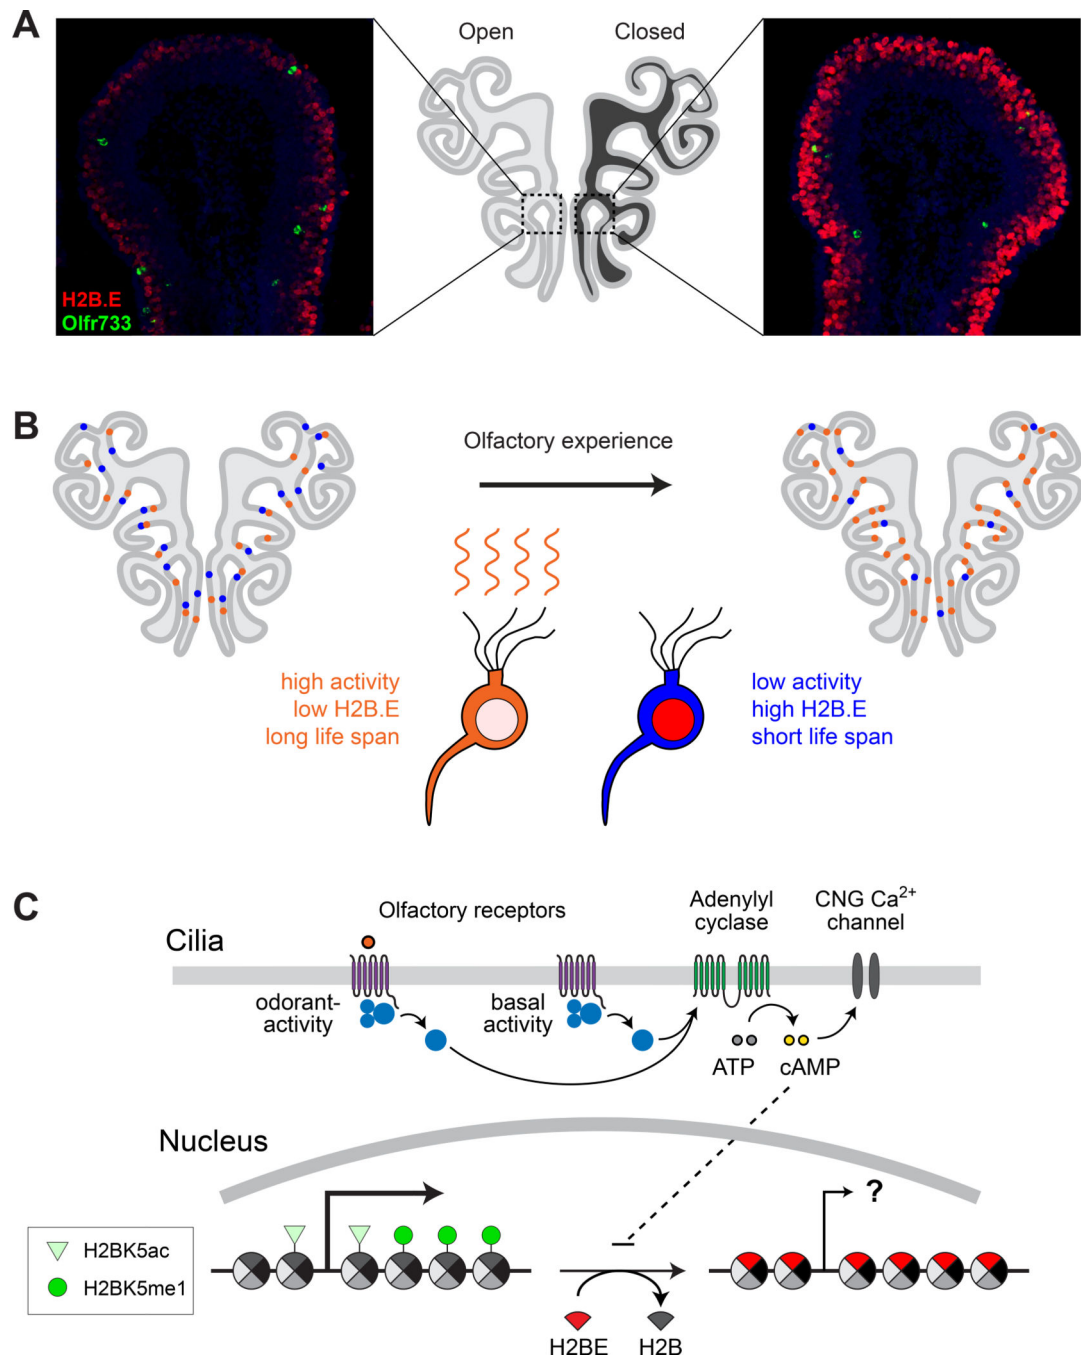 A
Open
Closed
H2B.E
Olfr733
B
Olfactory experience
high activity
low H2B.E
long life span
low activity
high H2B.E
short life span
C
Cilia
Olfactory receptors
Adenylyl
cyclase
CNG Ca²⁺
channel
odorant-
activity
basal
activity
ATP
cAMP
Nucleus
?
H2BK5ac
H2BK5me1
H2BE
H2B